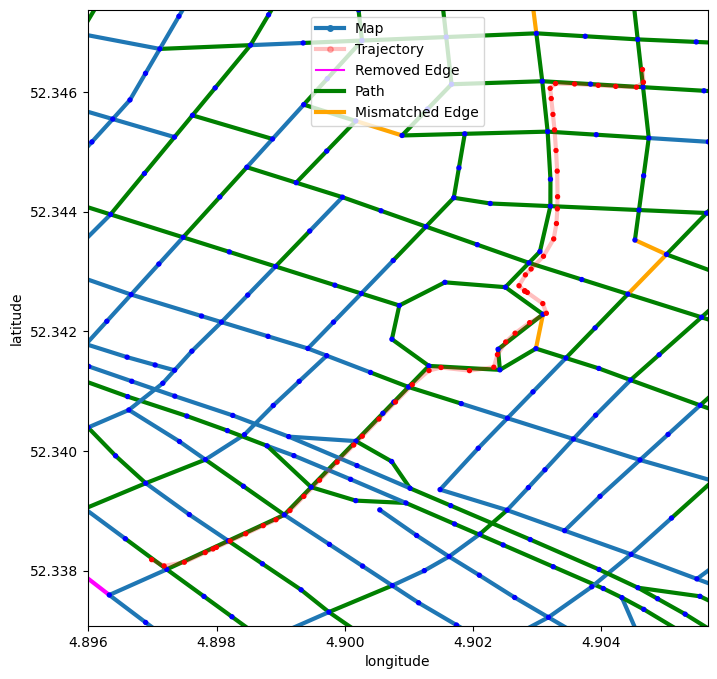 Map
Trajectory
Removed Edge
Path
Mismatched Edge
52.346
52.344
52.342
52.340
52.338
latitude
4.896
4.898
4.900
4.902
4.904
longitude